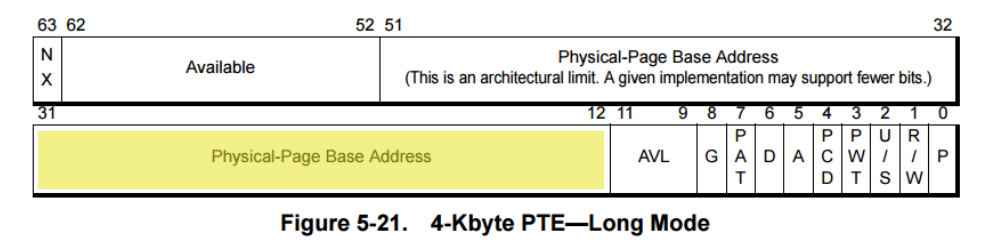 63 62 52 51 32
N X Available Physical-Page Base Address
(This is an architectural limit. A given implementation may support fewer bits.)
31 12 11 9 8 7 6 5 4 3 2 1 0
Physical-Page Base Address AVL G P A T D A P C D P W T U / S R / W P
Figure 5-21. 4-Kbyte PTE—Long Mode